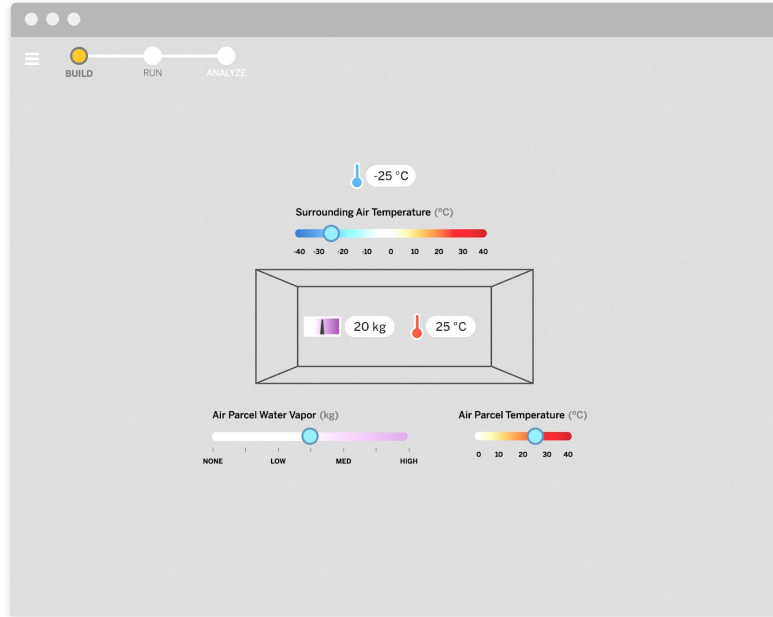 BUILD RUN ANALYZE
-25 °C
Surrounding Air Temperature (°C)
-40 -30 -20 -10 0 10 20 30 40
20 kg 25 °C
Air Parcel Water Vapor (kg) Air Parcel Temperature (°C)
NONE LOW MED HIGH 0 10 20 30 40